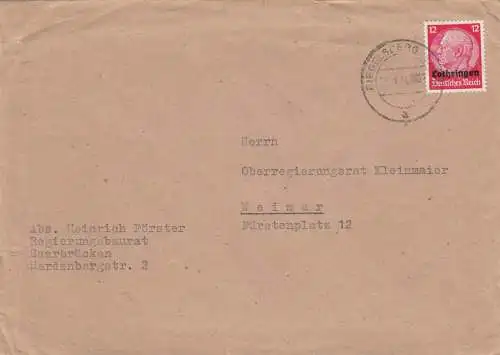 12 12
Lothringen
Deutsches Reich
a
Herrn
Oberregierungsrat Kleinmaier
Weimar
Fürstenplatz 12
Abs. Heinrich Förster
Regierungsbaurat
Saarbrücken
Hardenbergstr. 2